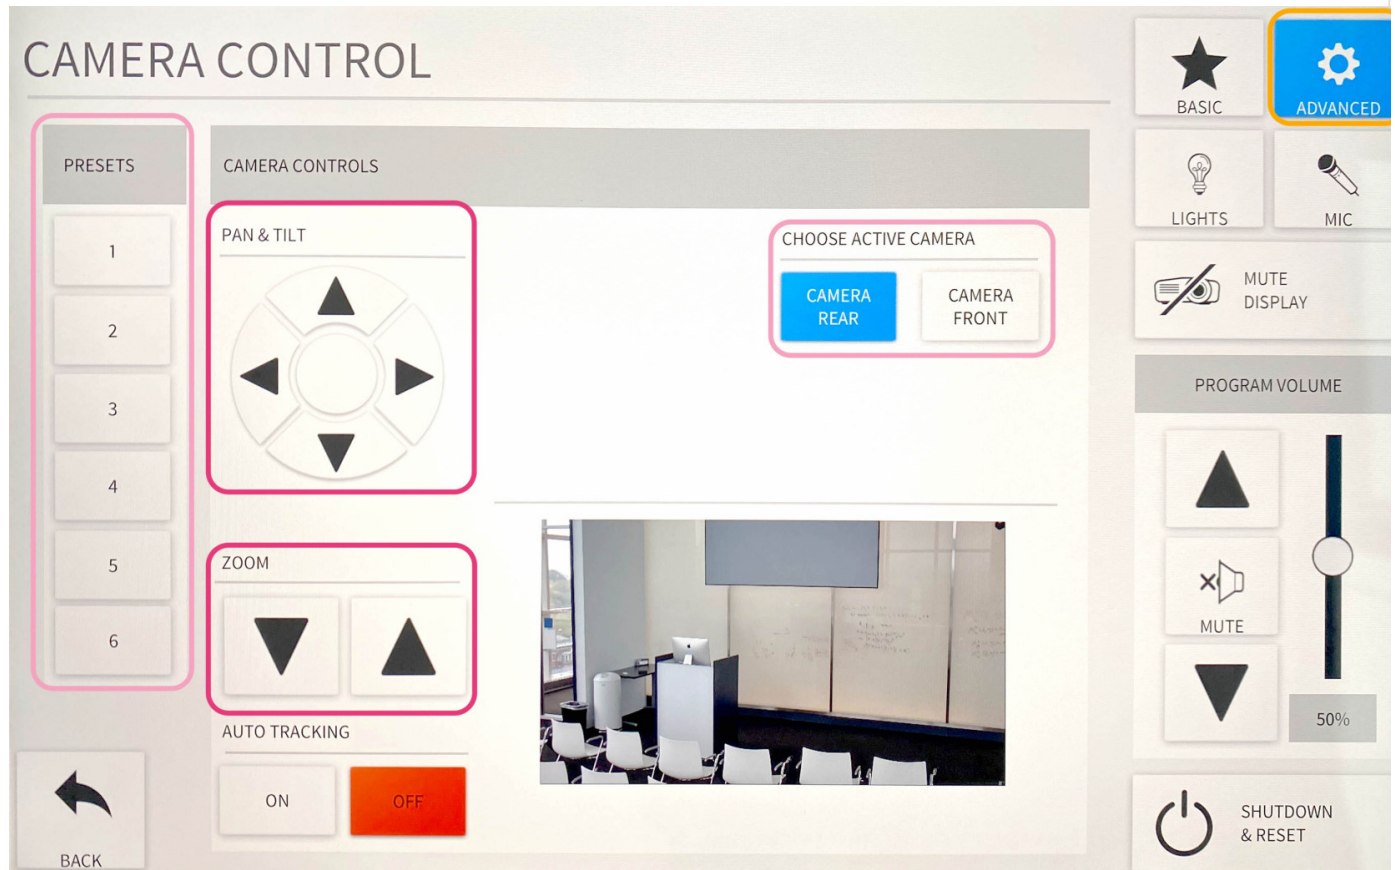 CAMERA CONTROL
PRESETS
1
2
3
4
5
6
BACK
CAMERA CONTROLS
PAN & TILT
ZOOM
AUTO TRACKING
ON
OFF
CHOOSE ACTIVE CAMERA
CAMERA
REAR
CAMERA
FRONT
BASIC
ADVANCED
LIGHTS
MIC
MUTE
DISPLAY
PROGRAM VOLUME
MUTE
50%
SHUTDOWN
& RESET